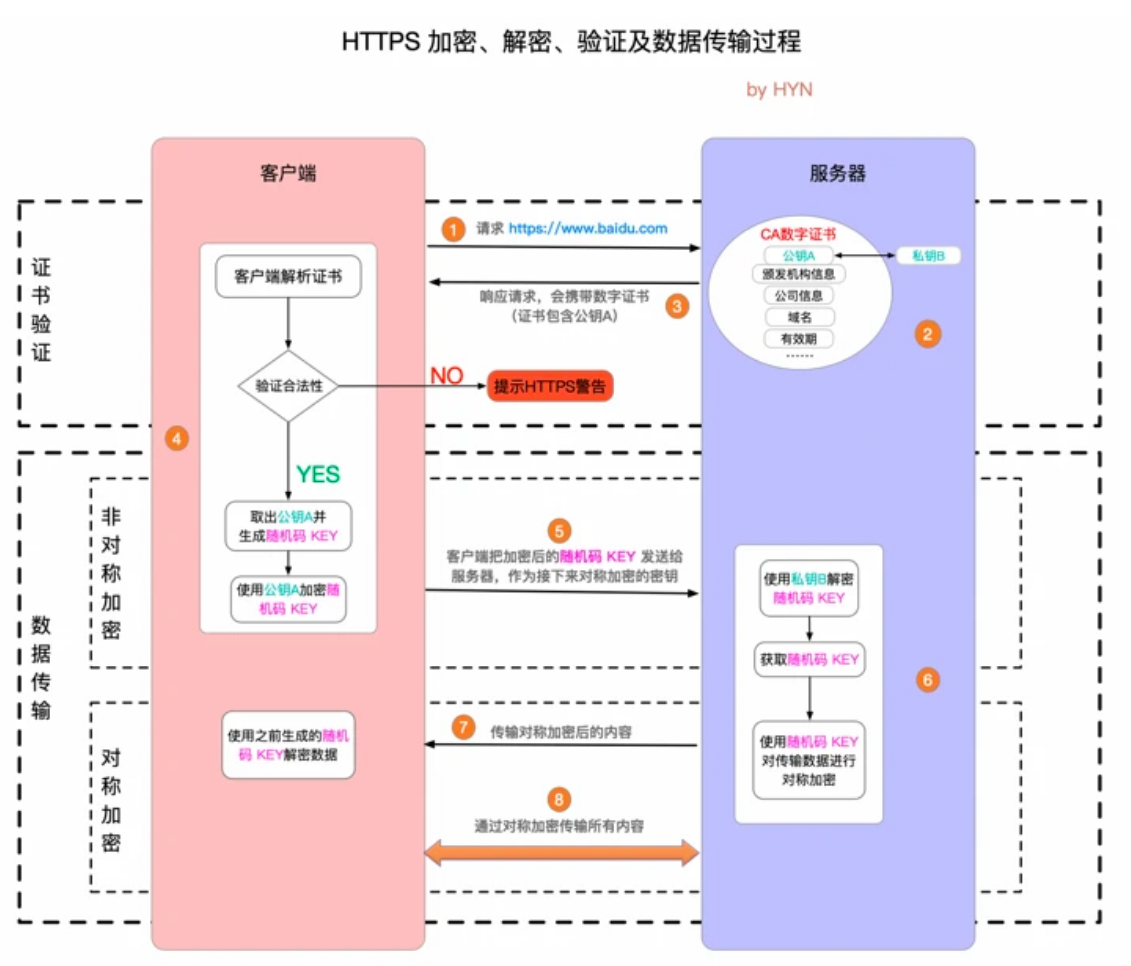 HTTPS 加密、解密、验证及数据传输过程
by HYN
客户端
服务器
证书验证
1
请求 https://www.baidu.com
CA数字证书
公钥A
私钥B
颁发机构信息
公司信息
域名
有效期
······
2
响应请求，会携带数字证书
（证书包含公钥A）
3
客户端解析证书
验证合法性
NO
提示HTTPS警告
4
YES
数据传输
非对称加密
取出公钥A并
生成随机码 KEY
使用公钥A加密随
机码 KEY
5
客户端把加密后的随机码 KEY 发送给
服务器，作为接下来对称加密的密钥
使用私钥B解密
随机码 KEY
获取随机码 KEY
6
使用随机码 KEY
对传输数据进行
对称加密
对称加密
7
传输对称加密后的内容
使用之前生成的随机
码 KEY解密数据
8
通过对称加密传输所有内容